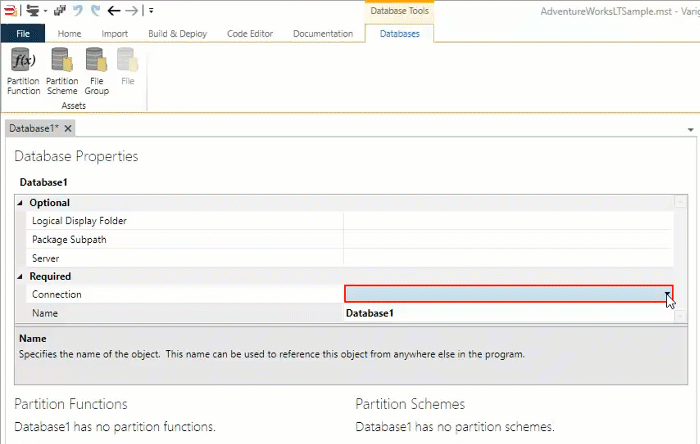 Database Tools
AdventureWorksLTSample.mst - Varig
File Home Import Build & Deploy Code Editor Documentation Databases
f(x)
Partition Function
Partition Scheme
File Group
File
Assets
Database1* ✕
Database Properties
Database1
Optional
Logical Display Folder
Package Subpath
Server
Required
Connection
Name Database1
Name
Specifies the name of the object. This name can be used to reference this object from anywhere else in the program.
Partition Functions
Database1 has no partition functions.
Partition Schemes
Database1 has no partition schemes.